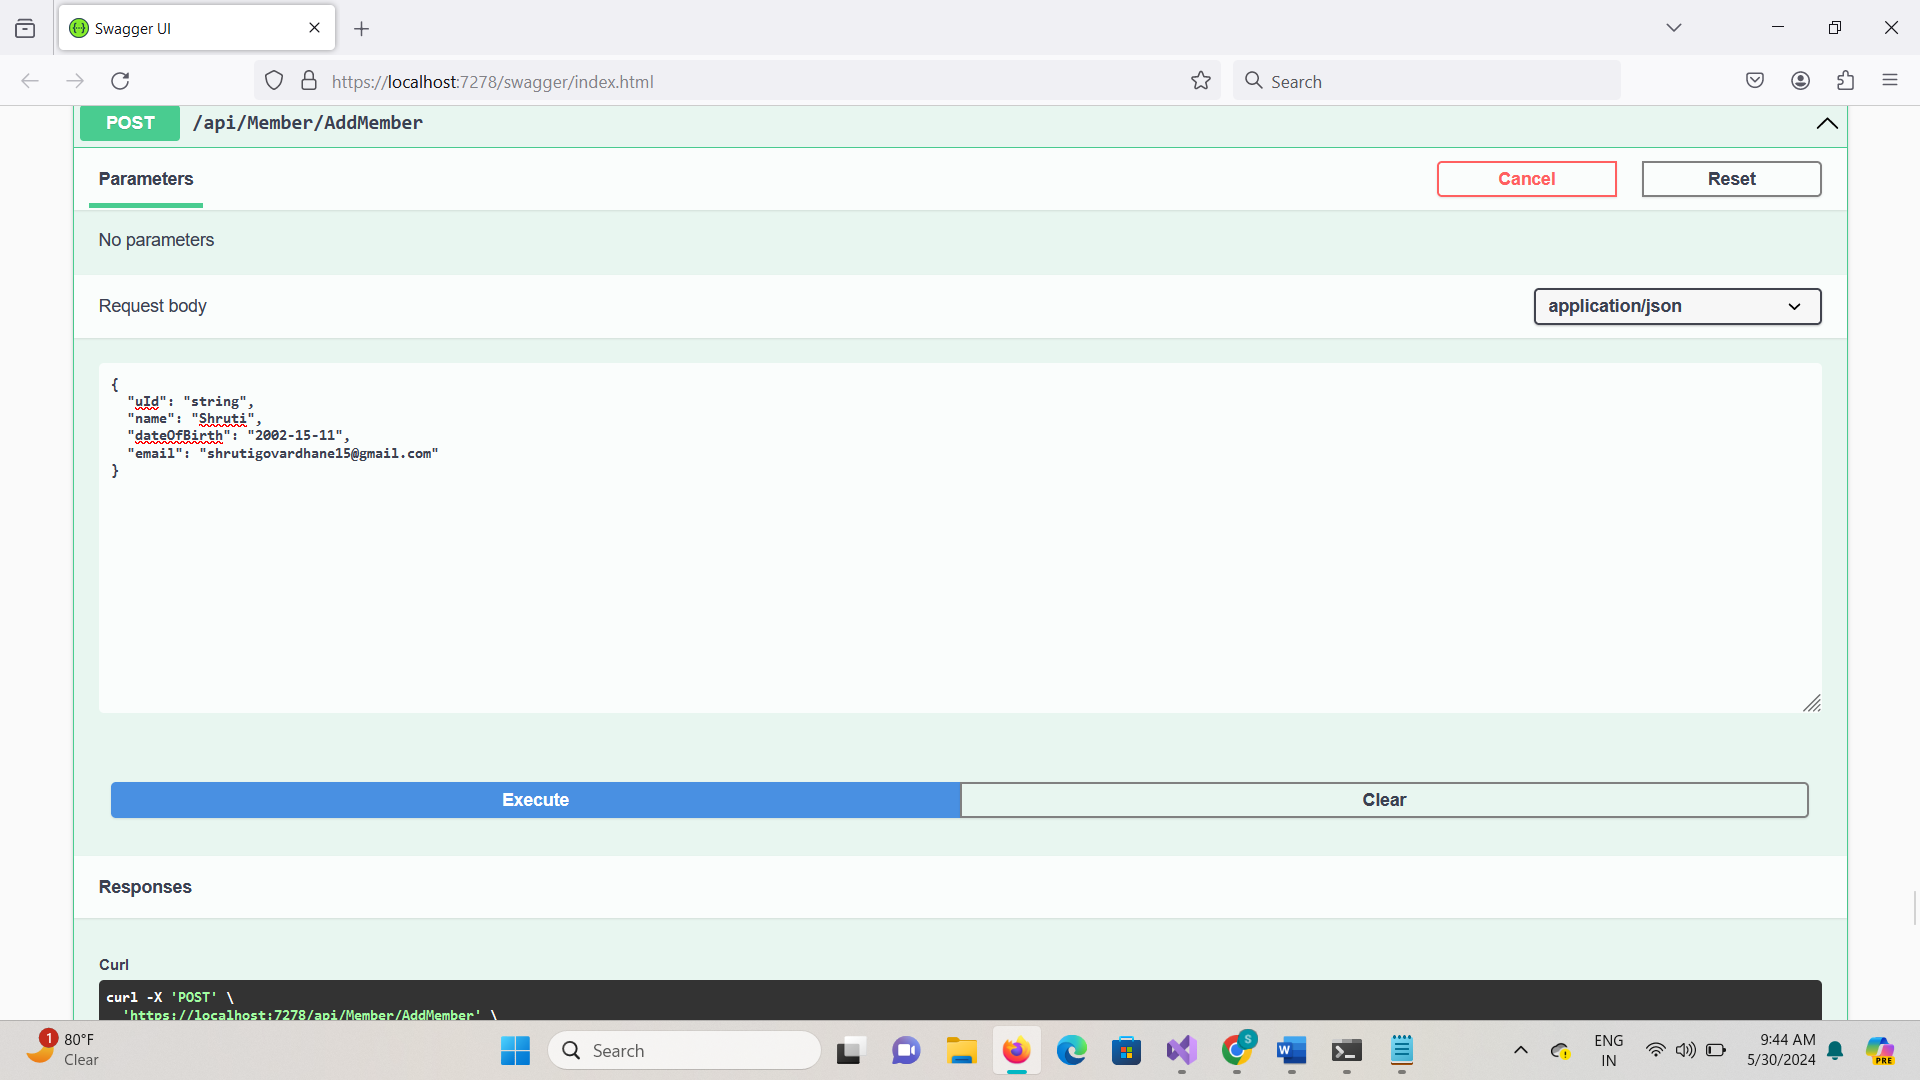 Swagger UI
https://localhost:7278/swagger/index.html
Search
POST /api/Member/AddMember
Parameters
Cancel
Reset
No parameters
Request body
application/json
{
"uId": "string",
"name": "Shruti",
"dateOfBirth": "2002-15-11",
"email": "shrutigovardhane15@gmail.com"
}
Execute
Clear
Responses
Curl
curl -X 'POST' \
'https://localhost:7278/api/Member/AddMember' \
1
80°F
Clear
Search
S
W
ENG
IN
9:44 AM
5/30/2024
PRE